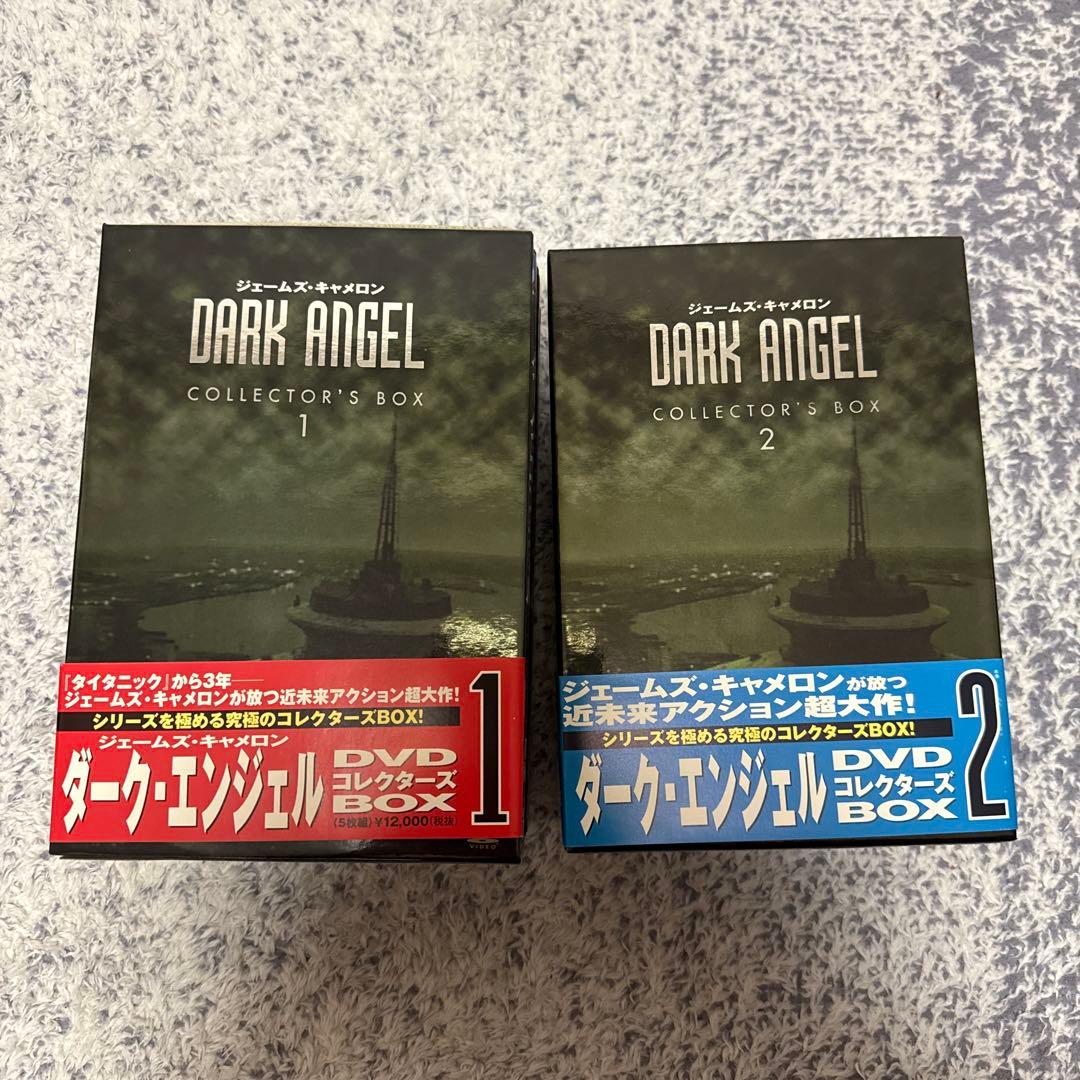 ジェームズ・キャメロン
DARK ANGEL
COLLECTOR'S BOX
1
『タイタニック』から3年――
ジェームズ・キャメロンが放つ近未来アクション超大作!
シリーズを極める究極のコレクターズBOX!
ジェームズ・キャメロン
ダーク・エンジェル
DVD
コレクターズ
BOX
(5枚組)¥12,000(税抜)
1
VIDEO
ジェームズ・キャメロン
DARK ANGEL
COLLECTOR'S BOX
2
ジェームズ・キャメロンが放つ
近未来アクション超大作!
シリーズを極める究極のコレクターズBOX!
ダーク・エンジェル
DVD
コレクターズ
BOX
2